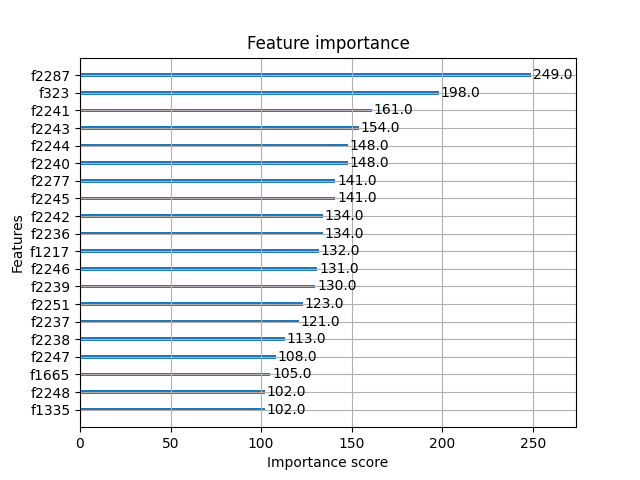 Feature importance
f2287 249.0
f323 198.0
f2241 161.0
f2243 154.0
f2244 148.0
f2240 148.0
f2277 141.0
f2245 141.0
f2242 134.0
f2236 134.0
f1217 132.0
f2246 131.0
f2239 130.0
f2251 123.0
f2237 121.0
f2238 113.0
f2247 108.0
f1665 105.0
f2248 102.0
f1335 102.0
Features
0 50 100 150 200 250
Importance score